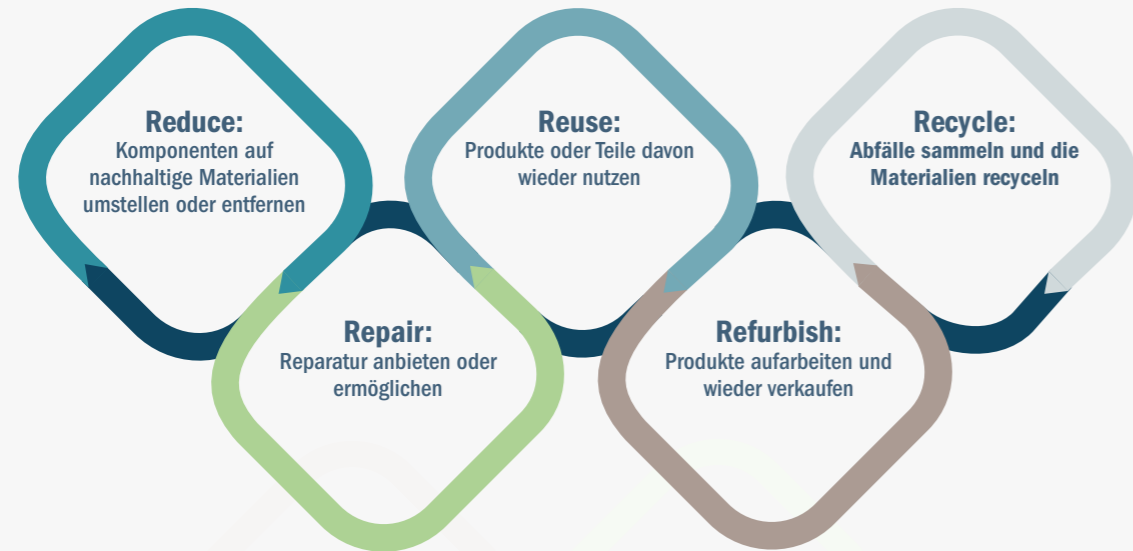 Reduce:
Komponenten auf
nachhaltige Materialien
umstellen oder entfernen
Repair:
Reparatur anbieten oder
ermöglichen
Reuse:
Produkte oder Teile davon
wieder nutzen
Refurbish:
Produkte aufarbeiten und
wieder verkaufen
Recycle:
Abfälle sammeln und die
Materialien recyceln